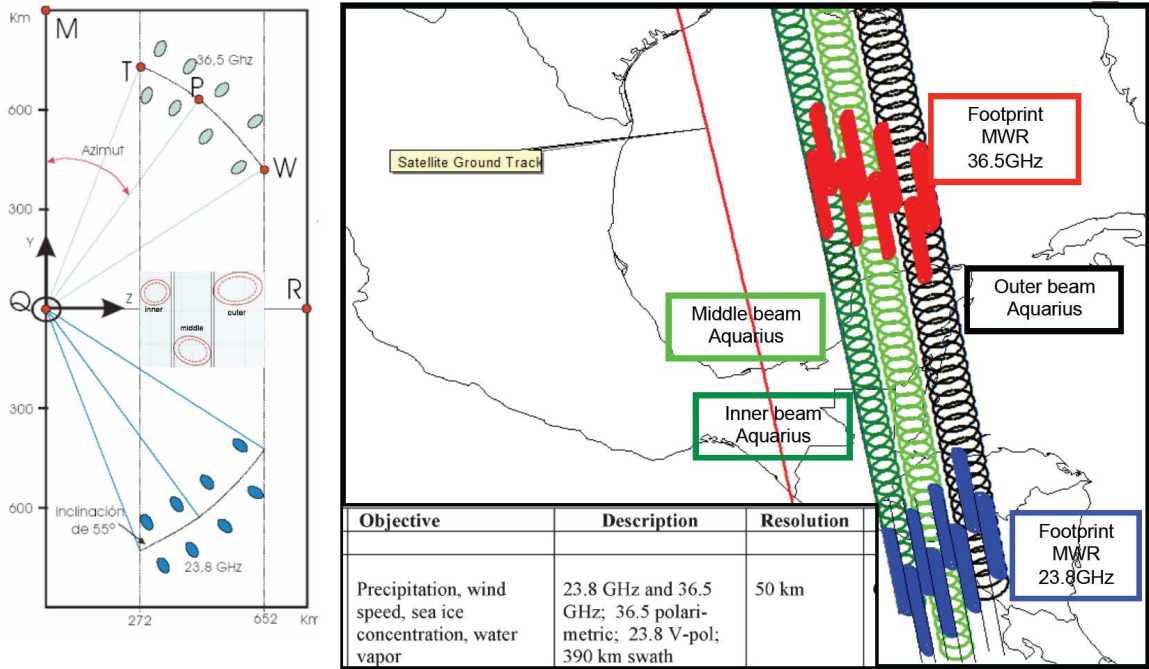 Km
M
T
36,5 Ghz
P
600
Azimut
W
300
Y
Q
Z
R
inner
middle
outer
300
600
Inclinación
de 55º
23,8 GHz
272
652
Km
Satellite Ground Track
Footprint
MWR
36.5GHz
Middle beam
Aquarius
Outer beam
Aquarius
Inner beam
Aquarius
Footprint
MWR
23.8GHz
Objective
Description
Resolution
Precipitation, wind
speed, sea ice
concentration, water
vapor
23.8 GHz and 36.5
GHz; 36.5 polari-
metric; 23.8 V-pol;
390 km swath
50 km